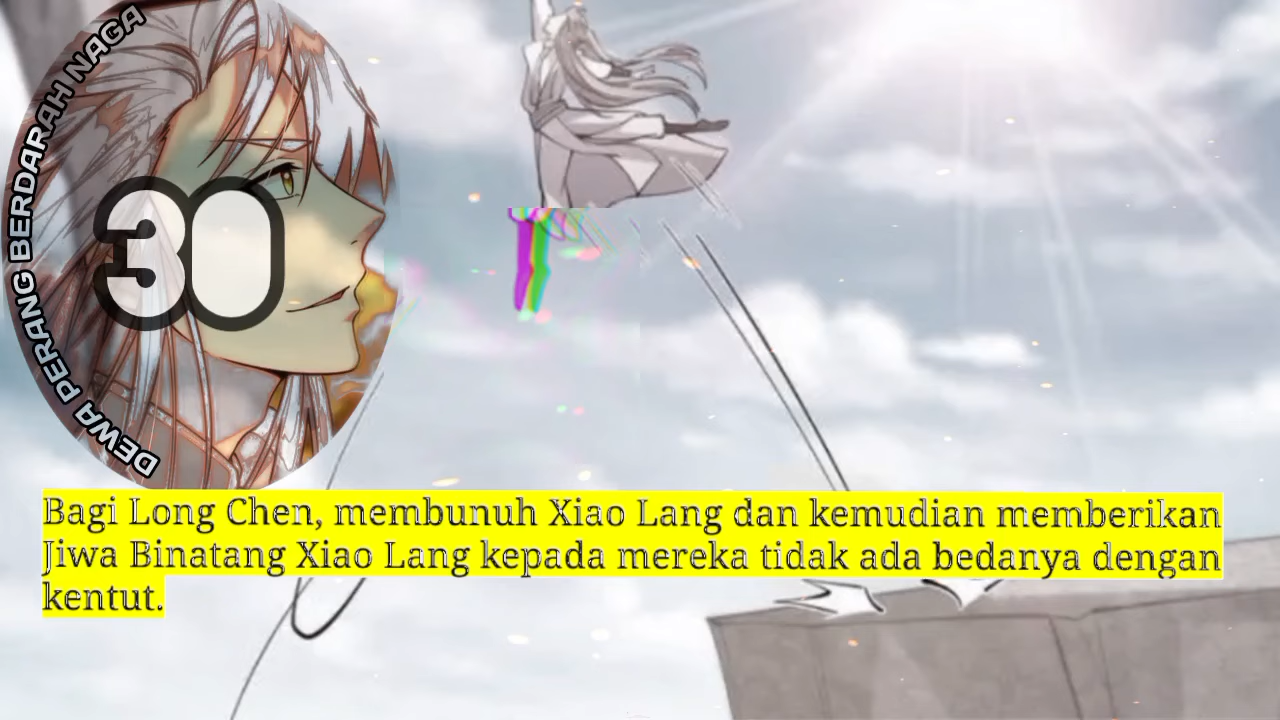 DEWA PERANG BERDARAH NAGA
30
Bagi Long Chen, membunuh Xiao Lang dan kemudian memberikan
Jiwa Binatang Xiao Lang kepada mereka tidak ada bedanya dengan
kentut.